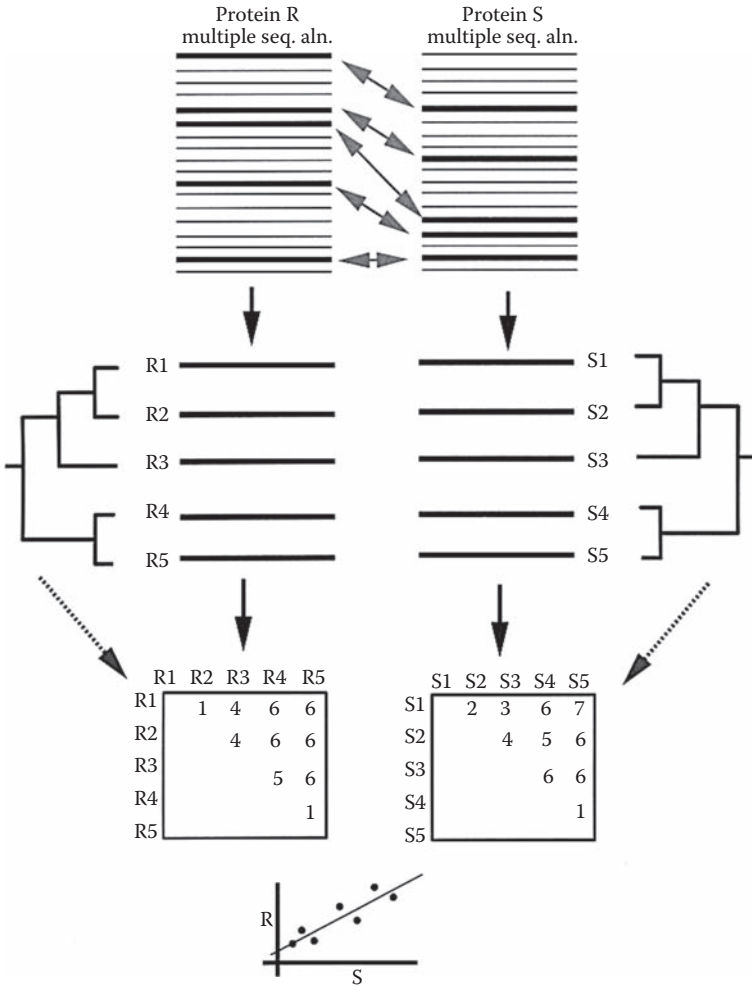 Protein R
multiple seq. aln.
Protein S
multiple seq. aln.
R1
R2
R3
R4
R5
S1
S2
S3
S4
S5
R1 R2 R3 R4 R5
R1 1 4 6 6
R2 4 6 6
R3 5 6
R4 1
R5
S1 S2 S3 S4 S5
S1 2 3 6 7
S2 4 5 6
S3 6 6
S4 1
S5
R
S